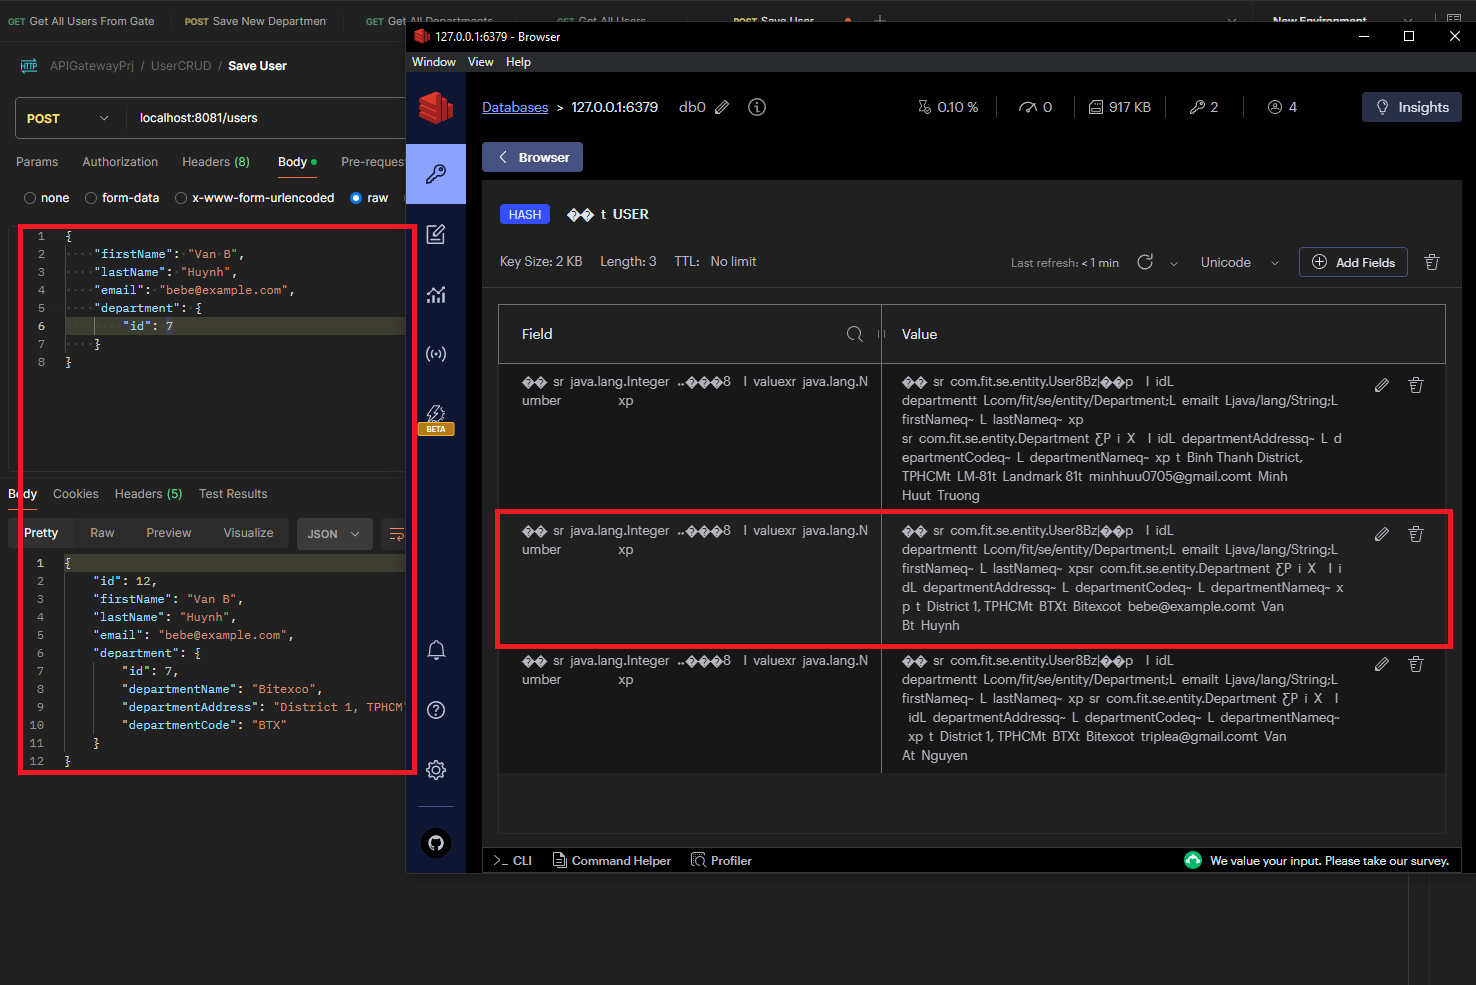 GET Get All Users From Gate
POST Save New Departmen
GET Get All Departments
GET Get All Users
POST Save User
New Environment
APIGatewayPrj / UserCRUD / Save User
POST
localhost:8081/users
Params
Authorization
Headers (8)
Body
Pre-reques
none
form-data
x-www-form-urlencoded
raw
1 {
2 "firstName": "Van B",
3 "lastName": "Huynh",
4 "email": "bebe@example.com",
5 "department": {
6 "id": 7
7 }
8 }
Body
Cookies
Headers (5)
Test Results
Pretty
Raw
Preview
Visualize
JSON
1 {
2 "id": 12,
3 "firstName": "Van B",
4 "lastName": "Huynh",
5 "email": "bebe@example.com",
6 "department": {
7 "id": 7,
8 "departmentName": "Bitexco",
9 "departmentAddress": "District 1, TPHCM"
10 "departmentCode": "BTX"
11 }
12 }
127.0.0.1:6379 - Browser
Window View Help
Databases > 127.0.0.1:6379 db0
0.10 %
0
917 KB
2
4
Insights
Browser
BETA
HASH �� t USER
Key Size: 2 KB Length: 3 TTL: No limit
Last refresh: < 1 min
Unicode
Add Fields
Field
Value
�� sr java.lang.Integer ..���8 I valuexr java.lang.N
umber xp
�� sr com.fit.se.entity.User8Bz|��p I idL
departmentt Lcom/fit/se/entity/Department;L emailt Ljava/lang/String;L
firstNameq~ L lastNameq~ xp
sr com.fit.se.entity.Department ƸP i X I idL departmentAddressq~ L d
epartmentCodeq~ L departmentNameq~ xp t Binh Thanh District,
TPHCMt LM-81t Landmark 81t minhhuu0705@gmail.comt Minh
Huut Truong
�� sr java.lang.Integer ..���8 I valuexr java.lang.N
umber xp
�� sr com.fit.se.entity.User8Bz|��p I idL
departmentt Lcom/fit/se/entity/Department;L emailt Ljava/lang/String;L
firstNameq~ L lastNameq~ xpsr com.fit.se.entity.Department ƸP i X I i
dL departmentAddressq~ L departmentCodeq~ L departmentNameq~ x
p t District 1, TPHCMt BTXt Bitexcot bebe@example.comt Van
Bt Huynh
�� sr java.lang.Integer ..���8 I valuexr java.lang.N
umber xp
�� sr com.fit.se.entity.User8Bz|��p I idL
departmentt Lcom/fit/se/entity/Department;L emailt Ljava/lang/String;L
firstNameq~ L lastNameq~ xp sr com.fit.se.entity.Department ƸP i X I
idL departmentAddressq~ L departmentCodeq~ L departmentNameq~
xp t District 1, TPHCMt BTXt Bitexcot triplea@gmail.comt Van
At Nguyen
>_ CLI
Command Helper
Profiler
We value your input. Please take our survey.